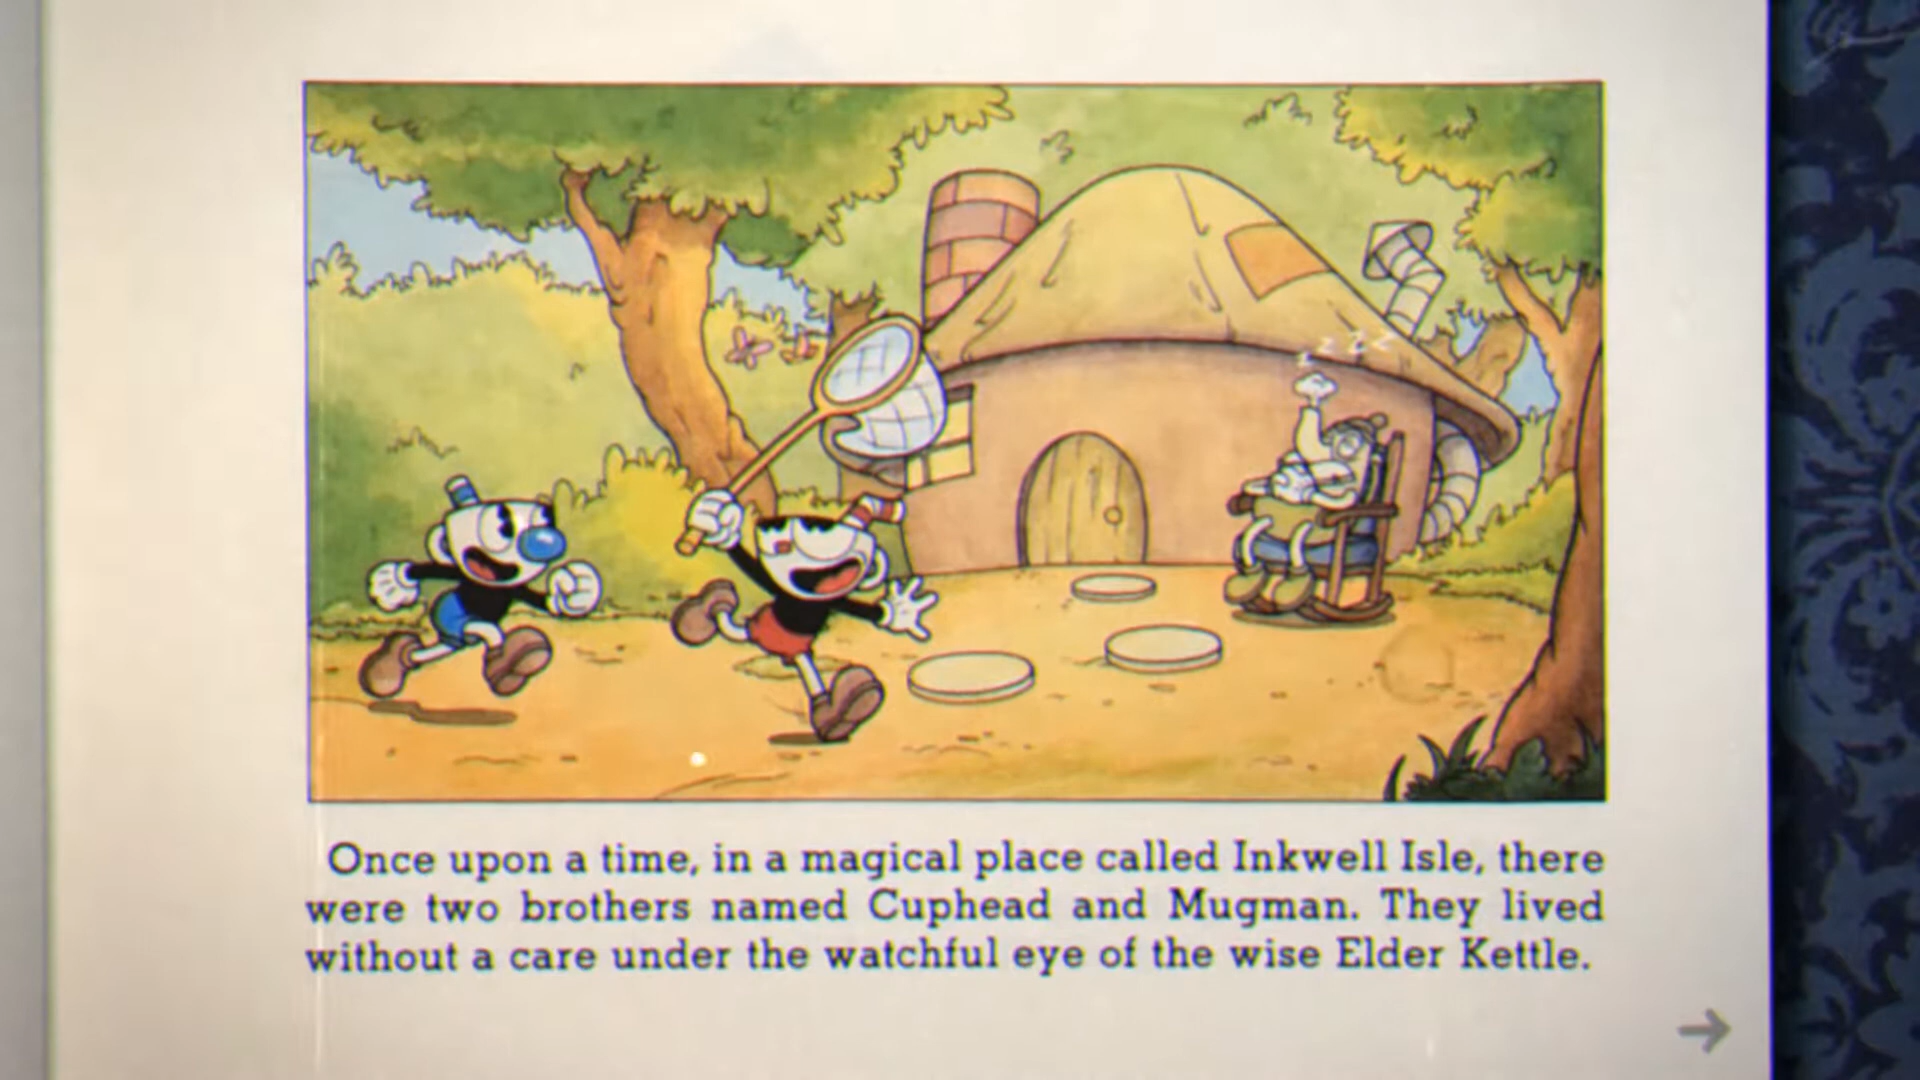 z z z z
Once upon a time, in a magical place called Inkwell Isle, there
were two brothers named Cuphead and Mugman. They lived
without a care under the watchful eye of the wise Elder Kettle.